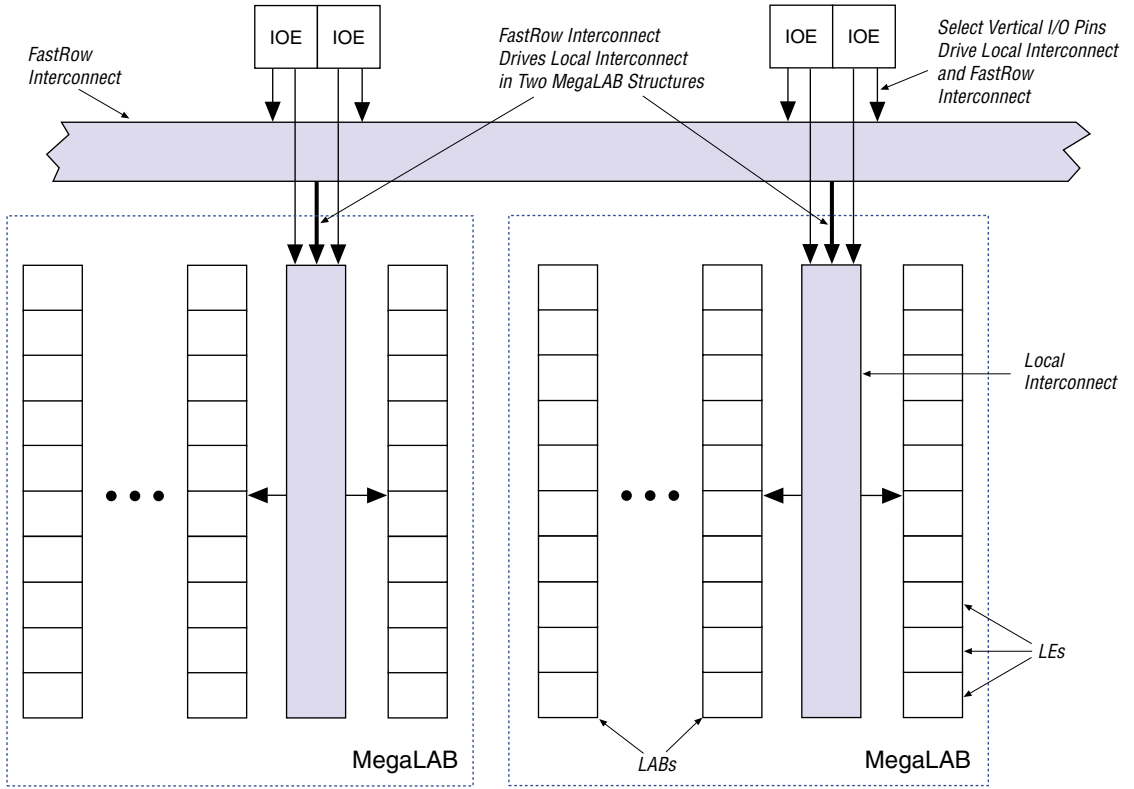 IOE
IOE
IOE
IOE
FastRow
Interconnect
FastRow Interconnect
Drives Local Interconnect
in Two MegaLAB Structures
Select Vertical I/O Pins
Drive Local Interconnect
and FastRow
Interconnect
Local
Interconnect
LEs
LABs
MegaLAB
MegaLAB